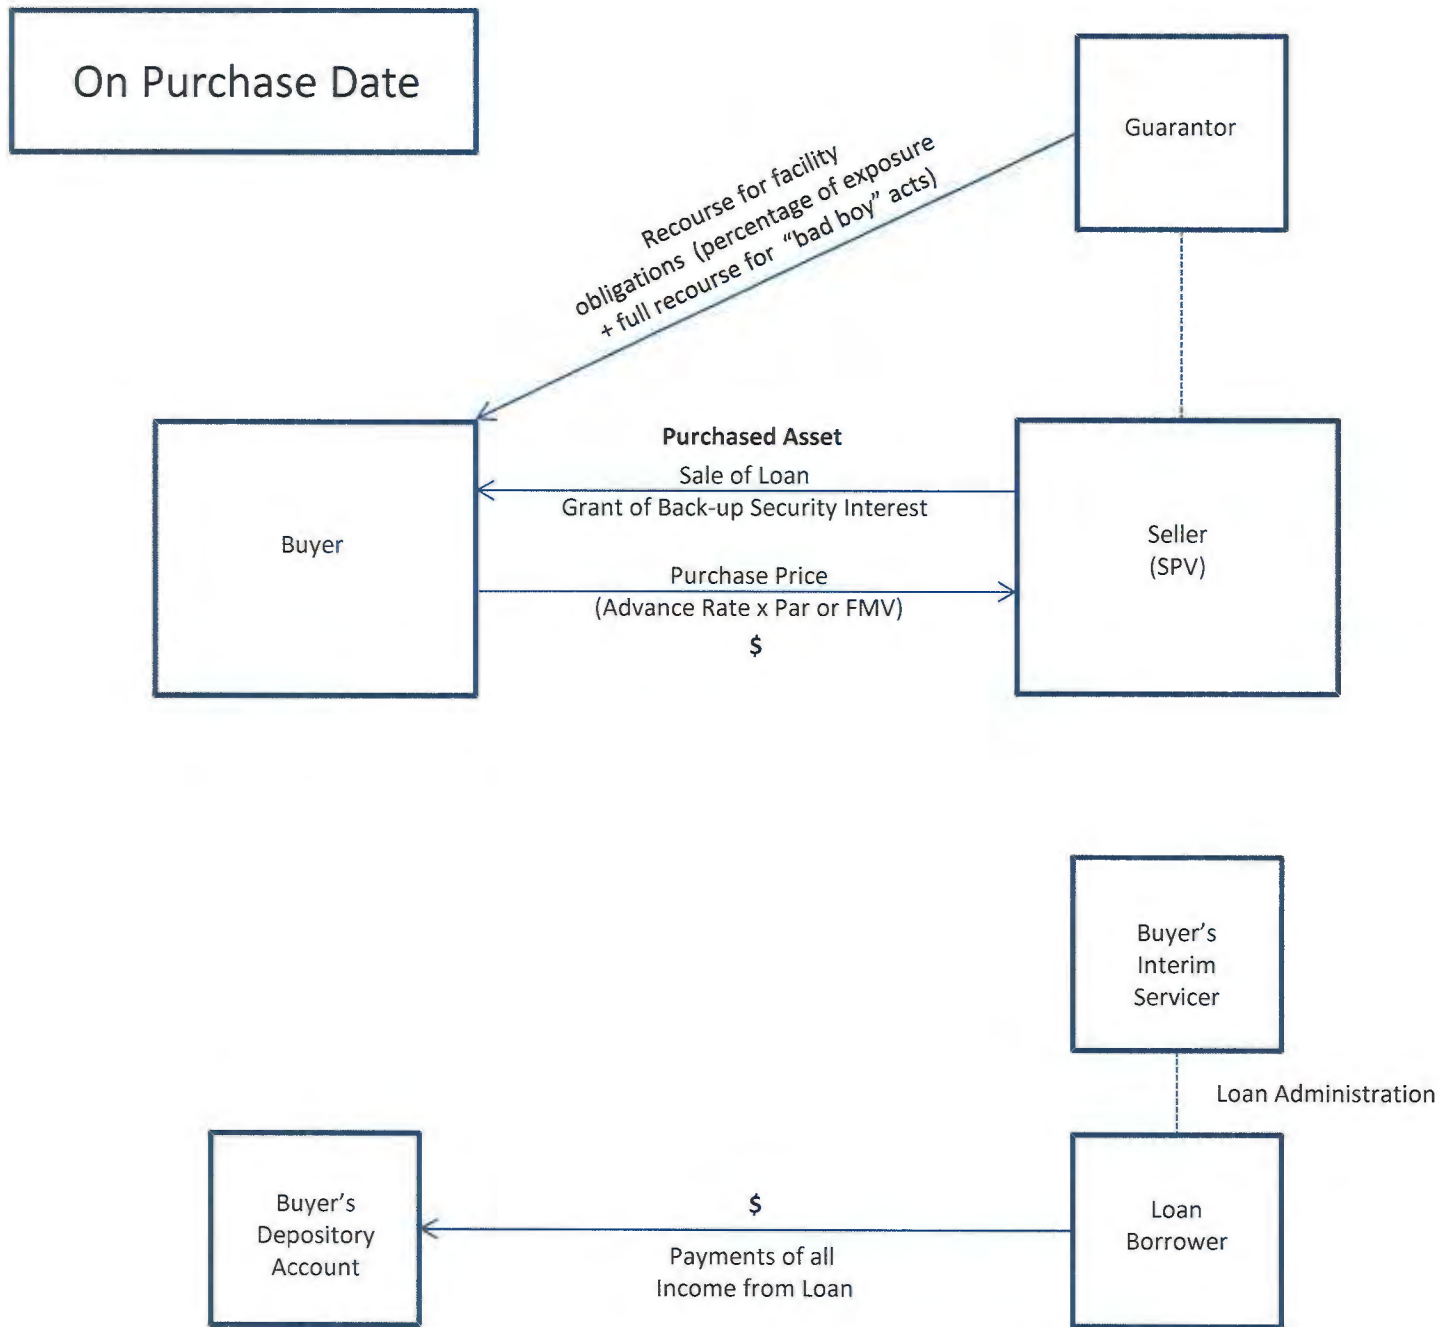 On Purchase Date
Guarantor
Recourse for facility
obligations (percentage of exposure
+ full recourse for “bad boy” acts)
Purchased Asset
Sale of Loan
Grant of Back-up Security Interest
Buyer
Seller
(SPV)
Purchase Price
(Advance Rate x Par or FMV)
$
Buyer’s
Interim
Servicer
Loan Administration
Buyer’s
Depository
Account
$
Payments of all
Income from Loan
Loan
Borrower